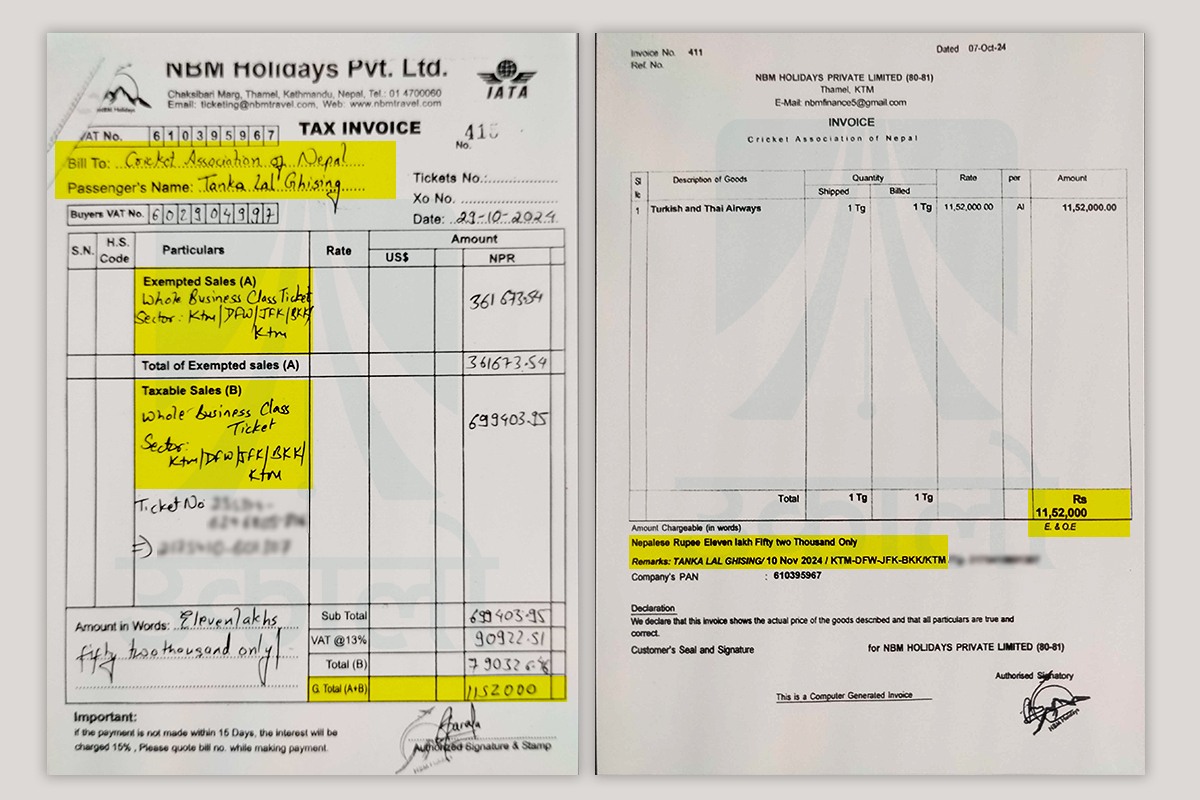 NBM Holidays Pvt. Ltd.
Chaksibari Marg, Thamel, Kathmandu, Nepal, Tel.: 01 4700060
Email: ticketing@nbmtravel.com, Web: www.nbmtravel.com
IATA
VAT No. 610395967
TAX INVOICE
No. 415
Bill To: Cricket Association of Nepal
Passenger's Name: Tanka Lal Ghising
Tickets No.:
Xo No.
Buyers VAT No. 602904997
Date: 29-10-2024
S.N. H.S. Code Particulars Rate Amount
US$ NPR
Exempted Sales (A)
Whole Business Class Ticket 361673.54
Sector: Ktm/DFW/JFK/BKK/
Ktm
Total of Exempted sales (A) 361673.54
Taxable Sales (B)
Whole Business Class 699403.95
Ticket
Sector:
Ktm/DFW/JFK/BKK/
Ktm
Ticket No
Sub Total 699403.95
Amount in Words: Elevenlakhs
fifty two thousand only/
VAT @13% 90922.51
Total (B)
G. Total (A+B) 1152000
Important:
if the payment is not made within 15 Days, the interest will be
charged 15% , Please quote bill no. while making payment.
Authorized Signature & Stamp
Invoice No. 411
Dated 07-Oct-24
Ref. No.
NBM HOLIDAYS PRIVATE LIMITED (80-81)
Thamel, KTM
E-Mail: nbmfinance5@gmail.com
INVOICE
Cricket Association of Nepal
Sl No Description of Goods Quantity Rate per Amount
Shipped Billed
1 Turkish and Thai Airways 1 Tg 1 Tg 11,52,000.00 Al 11,52,000.00
Total 1 Tg 1 Tg Rs
11,52,000
E. & O.E
Amount Chargeable (in words)
Nepalese Rupee Eleven lakh Fifty two Thousand Only
Remarks: TANKA LAL GHISING/ 10 Nov 2024 / KTM-DFW-JFK-BKK/KTM
Company's PAN : 610395967
Declaration
We declare that this invoice shows the actual price of the goods described and that all particulars are true and
correct.
Customer's Seal and Signature
for NBM HOLIDAYS PRIVATE LIMITED (80-81)
Authorised Signatory
This is a Computer Generated Invoice
उकालो